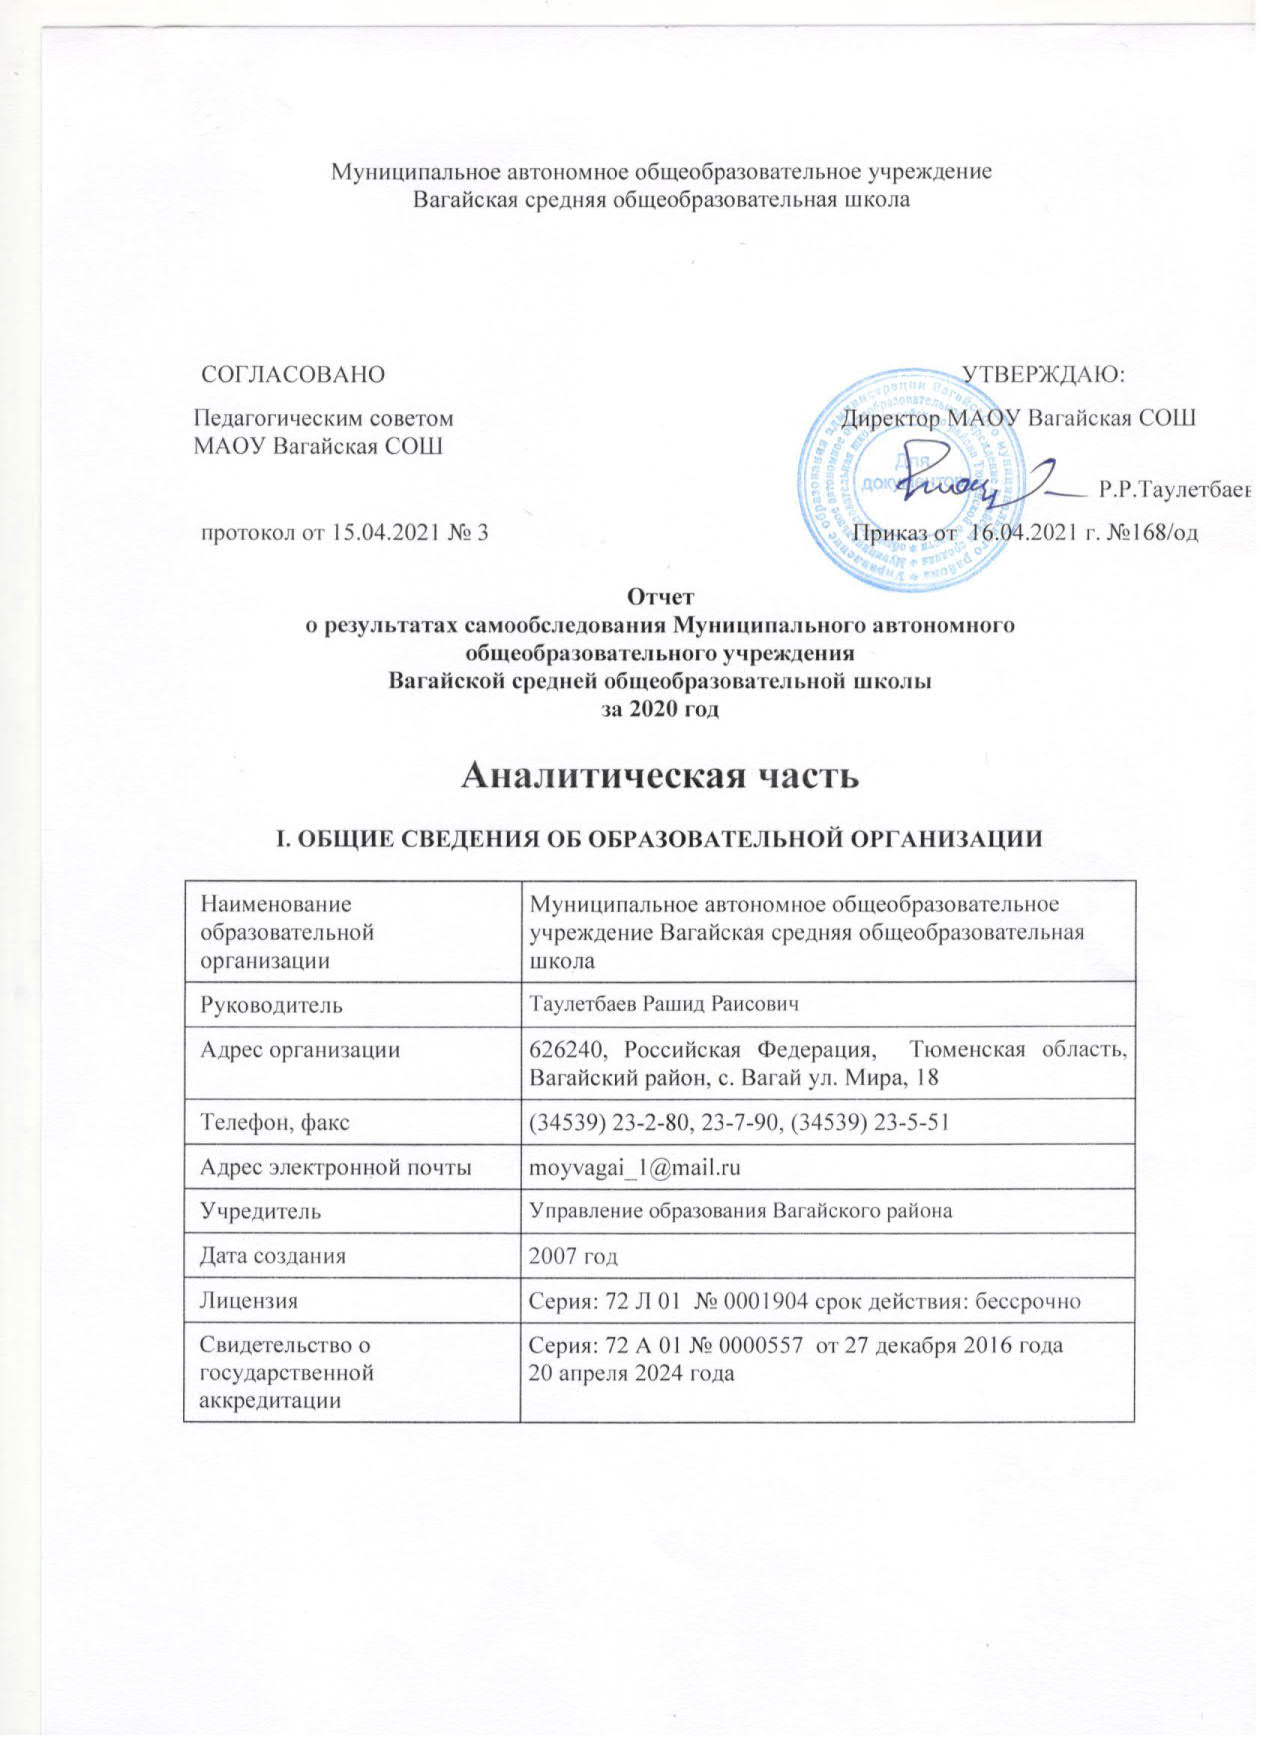 Муниципальное автономное общеобразовательное учреждение
Вагайская средняя общеобразовательная школа
СОГЛАСОВАНО
Педагогическим советом
МАОУ Вагайская СОШ
протокол от 15.04.2021 № 3
УТВЕРЖДАЮ:
Директор МАОУ Вагайская СОШ
Р.Р.Таулетбаев
Приказ от 16.04.2021 г. №168/од
Для
документов
Отчет
о результатах самообследования Муниципального автономного
общеобразовательного учреждения
Вагайской средней общеобразовательной школы
за 2020 год
Аналитическая часть
I. ОБЩИЕ СВЕДЕНИЯ ОБ ОБРАЗОВАТЕЛЬНОЙ ОРГАНИЗАЦИИ
Наименование
образовательной
организации
Муниципальное автономное общеобразовательное
учреждение Вагайская средняя общеобразовательная
школа
Руководитель
Таулетбаев Рашид Раисович
Адрес организации
626240, Российская Федерация, Тюменская область,
Вагайский район, с. Вагай ул. Мира, 18
Телефон, факс
(34539) 23-2-80, 23-7-90, (34539) 23-5-51
Адрес электронной почты
moyvagai_1@mail.ru
Учредитель
Управление образования Вагайского района
Дата создания
2007 год
Лицензия
Серия: 72 Л 01 № 0001904 срок действия: бессрочно
Свидетельство о
государственной
аккредитации
Серия: 72 А 01 № 0000557 от 27 декабря 2016 года
20 апреля 2024 года